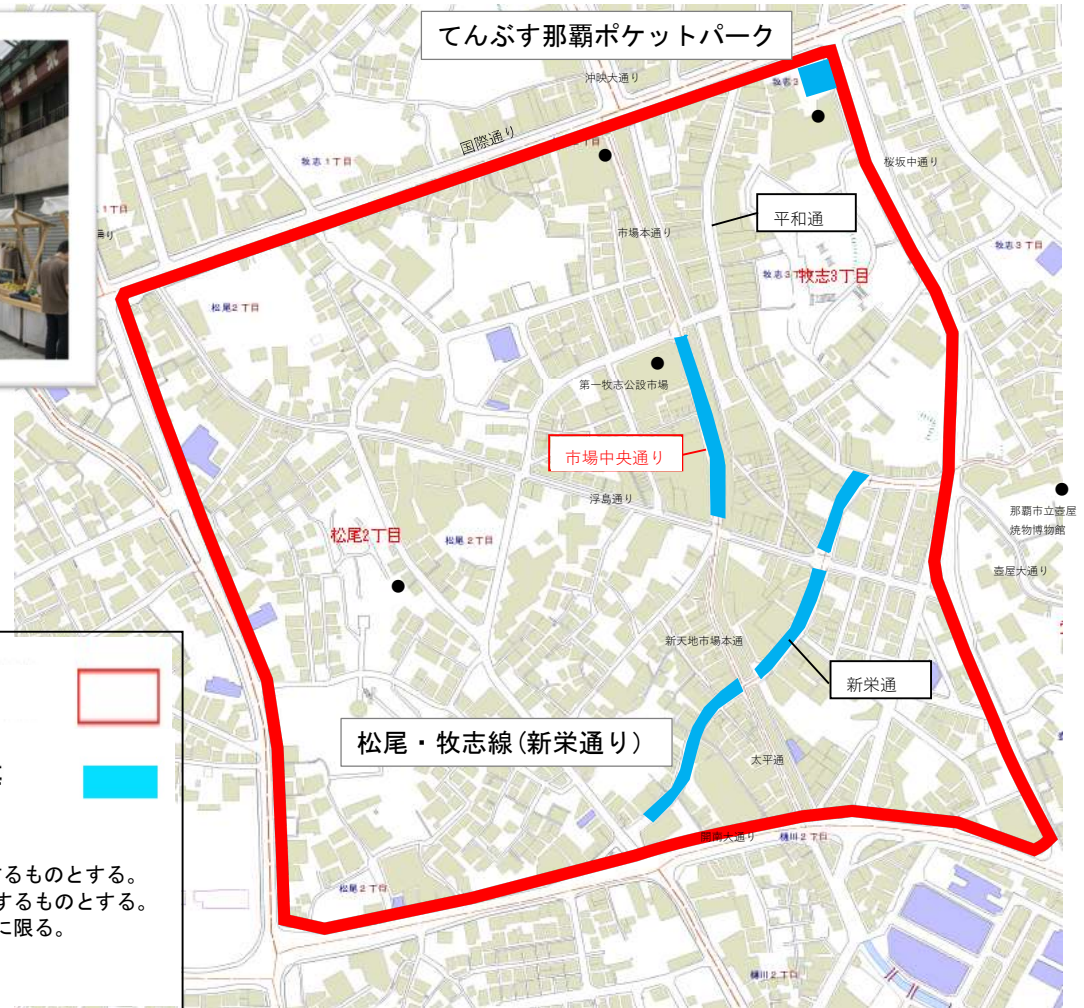 てんぶす那覇ポケットパーク
沖映大通り
牧志3
国際通り
牧志1丁目
丁目
桜坂中通り
1丁目
平和通
市場本通り
牧志3丁目
牧志3丁目
牧志3丁目
松尾2丁目
第一牧志公設市場
市場中央通り
浮島通り
那覇市立壺屋
焼物博物館
松尾2丁目
松尾2丁目
壺屋大通り
新天地市場本通
新栄通
松尾・牧志線(新栄通り)
太平通
開南大通り
樋川2丁目
るものとする。
するものとする。
に限る。
松尾2丁目
樋川2丁目